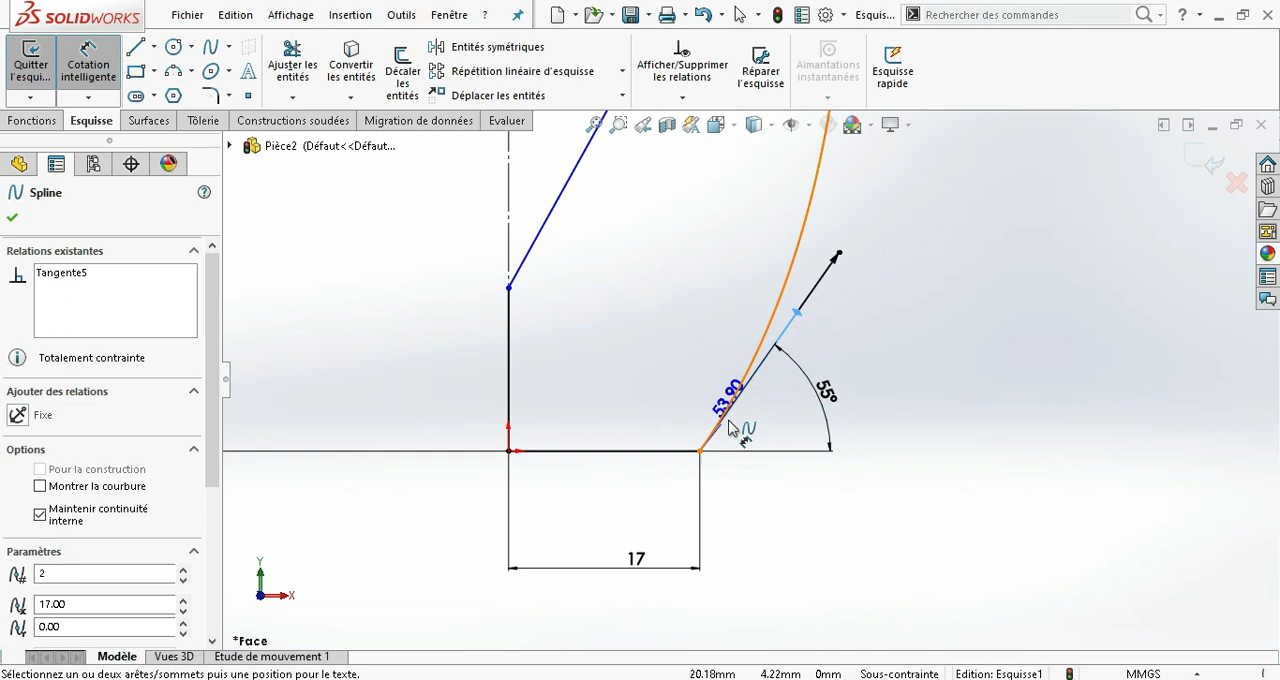 SOLIDWORKS
Fichier Edition Affichage Insertion Outils Fenêtre ?
Esquis...
Rechercher des commandes
?
Quitter l'esqui...
Cotation intelligente
Ajuster les entités
Convertir les entités
Décaler les entités
Entités symétriques
Répétition linéaire d'esquisse
Déplacer les entités
Afficher/Supprimer les relations
Réparer l'esquisse
Aimantations instantanées
Esquisse rapide
Fonctions Esquisse Surfaces Tôlerie Constructions soudées Migration de données Evaluer
Pièce2 (Défaut<<Défaut...
Spline
Relations existantes
Tangente5
Totalement contrainte
Ajouter des relations
Fixe
Options
Pour la construction
Montrer la courbure
Maintenir continuité
interne
Paramètres
2
17.00
0.00
53,90
55°
17
Y
X
*Face
Modèle Vues 3D Etude de mouvement 1
Sélectionnez un ou deux arêtes/sommets puis une position pour le texte.
20.18mm 4.22mm 0mm Sous-contrainte Edition: Esquisse1 MMGS